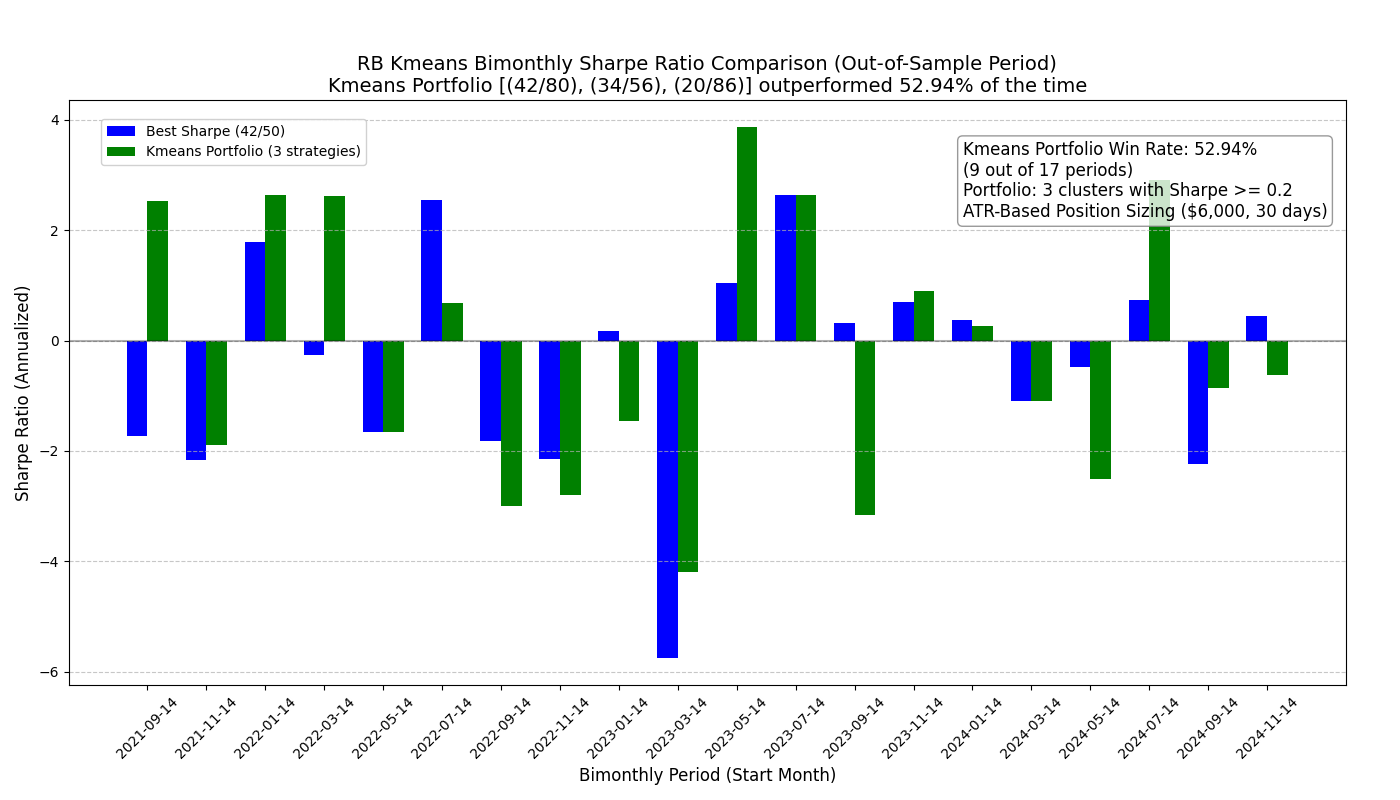 RB Kmeans Bimonthly Sharpe Ratio Comparison (Out-of-Sample Period)
Kmeans Portfolio [(42/80), (34/56), (20/86)] outperformed 52.94% of the time
Best Sharpe (42/50)
Kmeans Portfolio (3 strategies)
Kmeans Portfolio Win Rate: 52.94%
(9 out of 17 periods)
Portfolio: 3 clusters with Sharpe >= 0.2
ATR-Based Position Sizing ($6,000, 30 days)
Sharpe Ratio (Annualized)
4
2
0
−2
−4
−6
2021-09-14
2021-11-14
2022-01-14
2022-03-14
2022-05-14
2022-07-14
2022-09-14
2022-11-14
2023-01-14
2023-03-14
2023-05-14
2023-07-14
2023-09-14
2023-11-14
2024-01-14
2024-03-14
2024-05-14
2024-07-14
2024-09-14
2024-11-14
Bimonthly Period (Start Month)